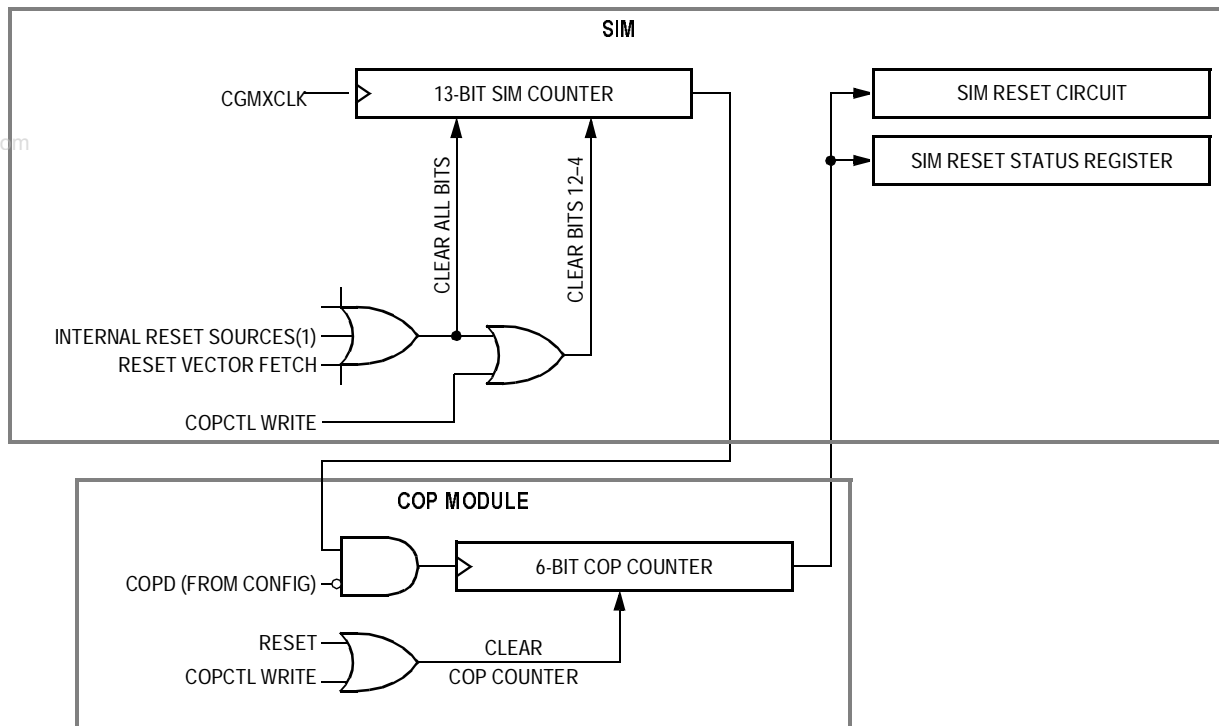 SIM
CGMXCLK
13-BIT SIM COUNTER
SIM RESET CIRCUIT
om
SIM RESET STATUS REGISTER
CLEAR ALL BITS
CLEAR BITS 12–4
INTERNAL RESET SOURCES(1)
RESET VECTOR FETCH
COPCTL WRITE
COP MODULE
6-BIT COP COUNTER
COPD (FROM CONFIG)
RESET
CLEAR
COPCTL WRITE
COP COUNTER